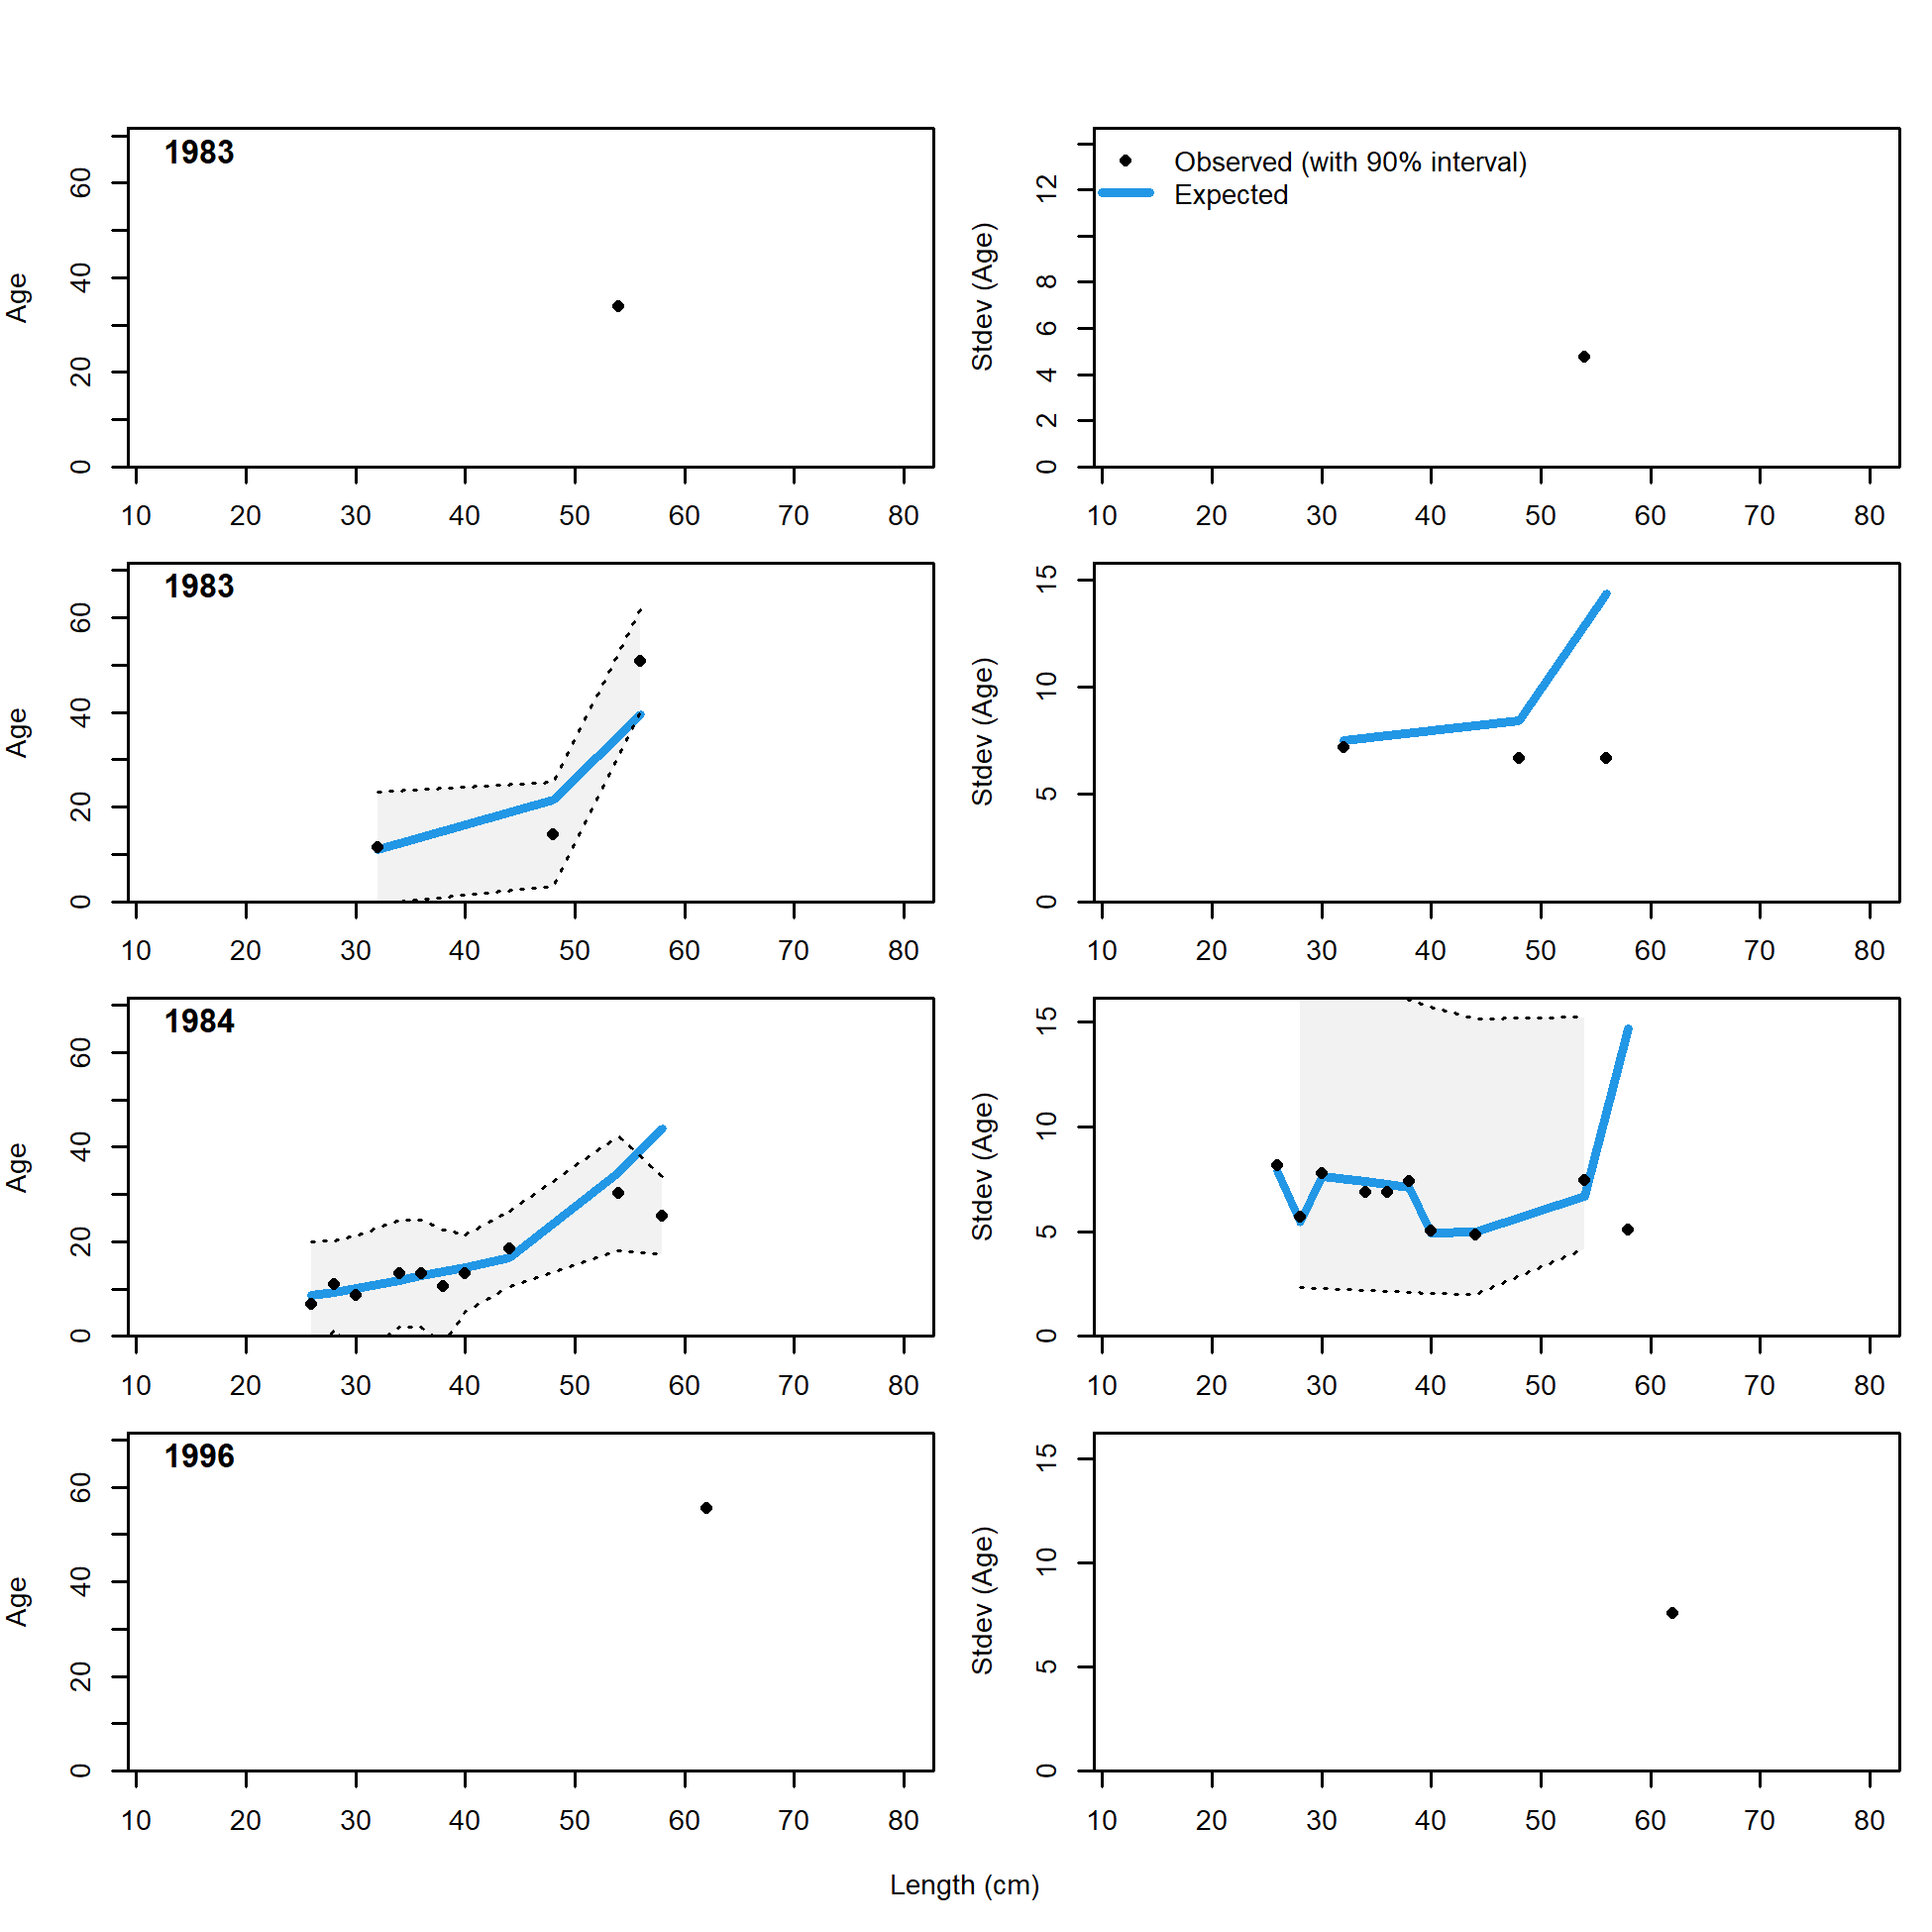 1983
Age
0 20 40 60
10 20 30 40 50 60 70 80
Observed (with 90% interval)
Expected
Stdev (Age)
0 2 4 6 8 12
10 20 30 40 50 60 70 80
1983
Age
0 20 40 60
10 20 30 40 50 60 70 80
Stdev (Age)
0 5 10 15
10 20 30 40 50 60 70 80
1984
Age
0 20 40 60
10 20 30 40 50 60 70 80
Stdev (Age)
0 5 10 15
10 20 30 40 50 60 70 80
1996
Age
0 20 40 60
10 20 30 40 50 60 70 80
Stdev (Age)
0 5 10 15
10 20 30 40 50 60 70 80
Length (cm)